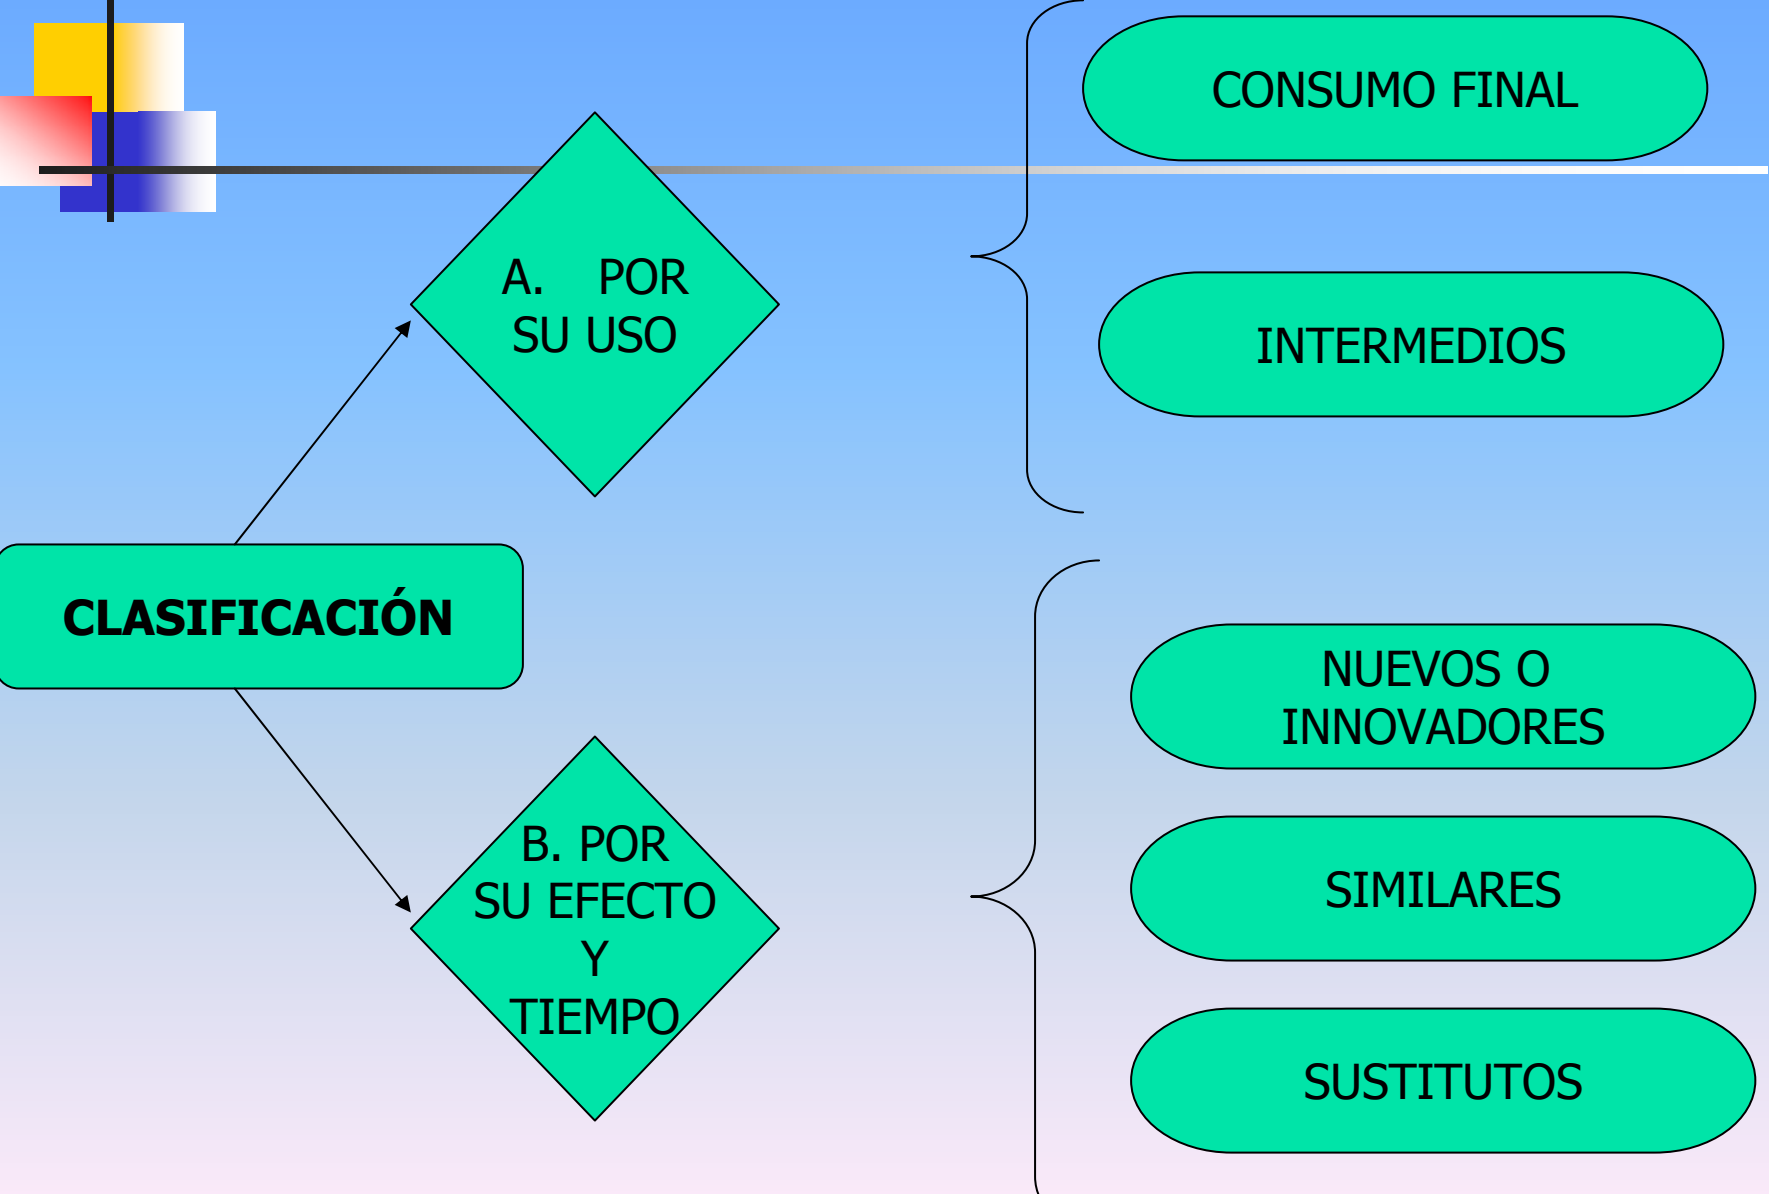 CONSUMO FINAL
A. POR
SU USO
INTERMEDIOS
CLASIFICACIÓN
NUEVOS O
INNOVADORES
B. POR
SU EFECTO
Y
TIEMPO
SIMILARES
SUSTITUTOS